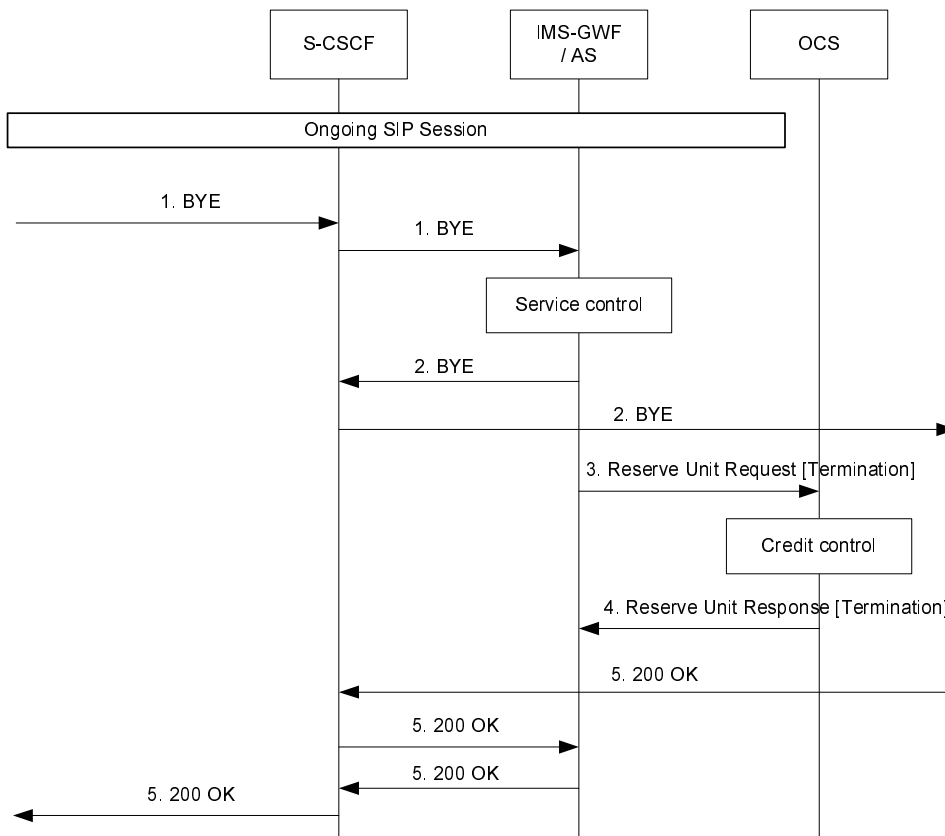 S-CSCF
IMS-GWF
/ AS
OCS
Ongoing SIP Session
1. BYE
1. BYE
Service control
2. BYE
2. BYE
3. Reserve Unit Request [Termination]
Credit control
4. Reserve Unit Response [Termination]
5. 200 OK
5. 200 OK
5. 200 OK
5. 200 OK